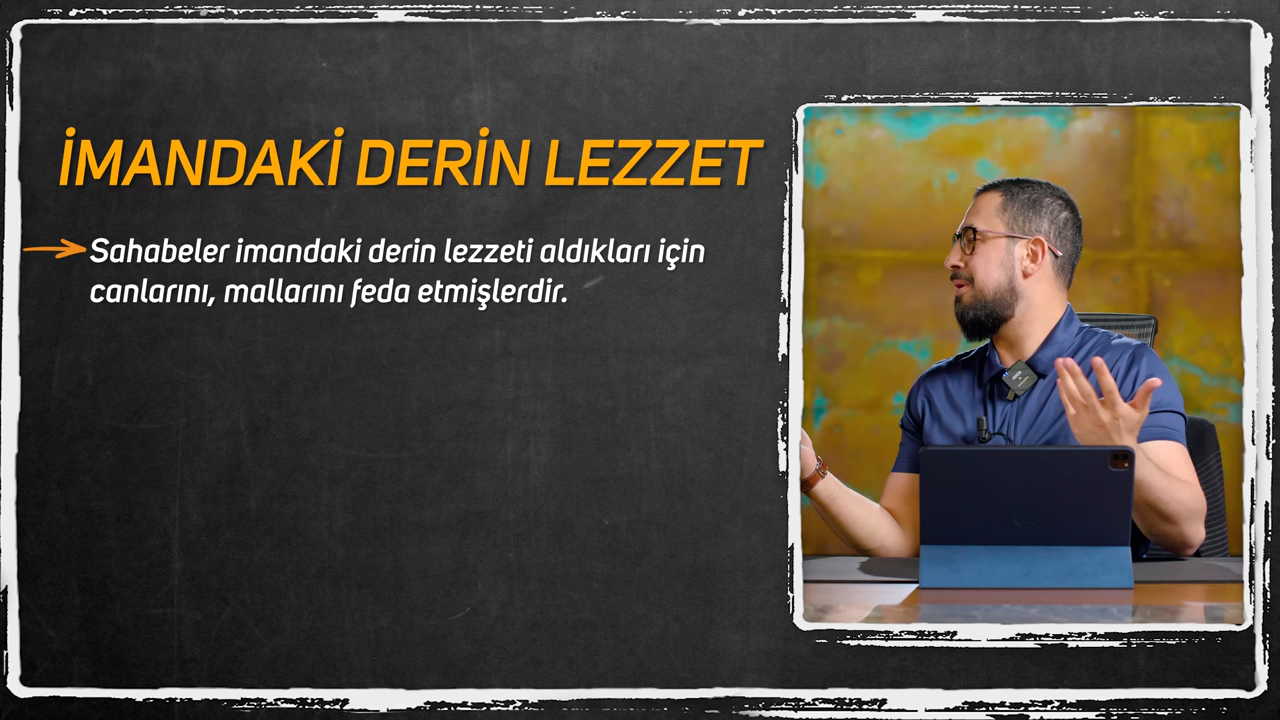 İMANDAKİ DERİN LEZZET
Sahabeler imandaki derin lezzeti aldıkları için
canlarını, mallarını feda etmişlerdir.